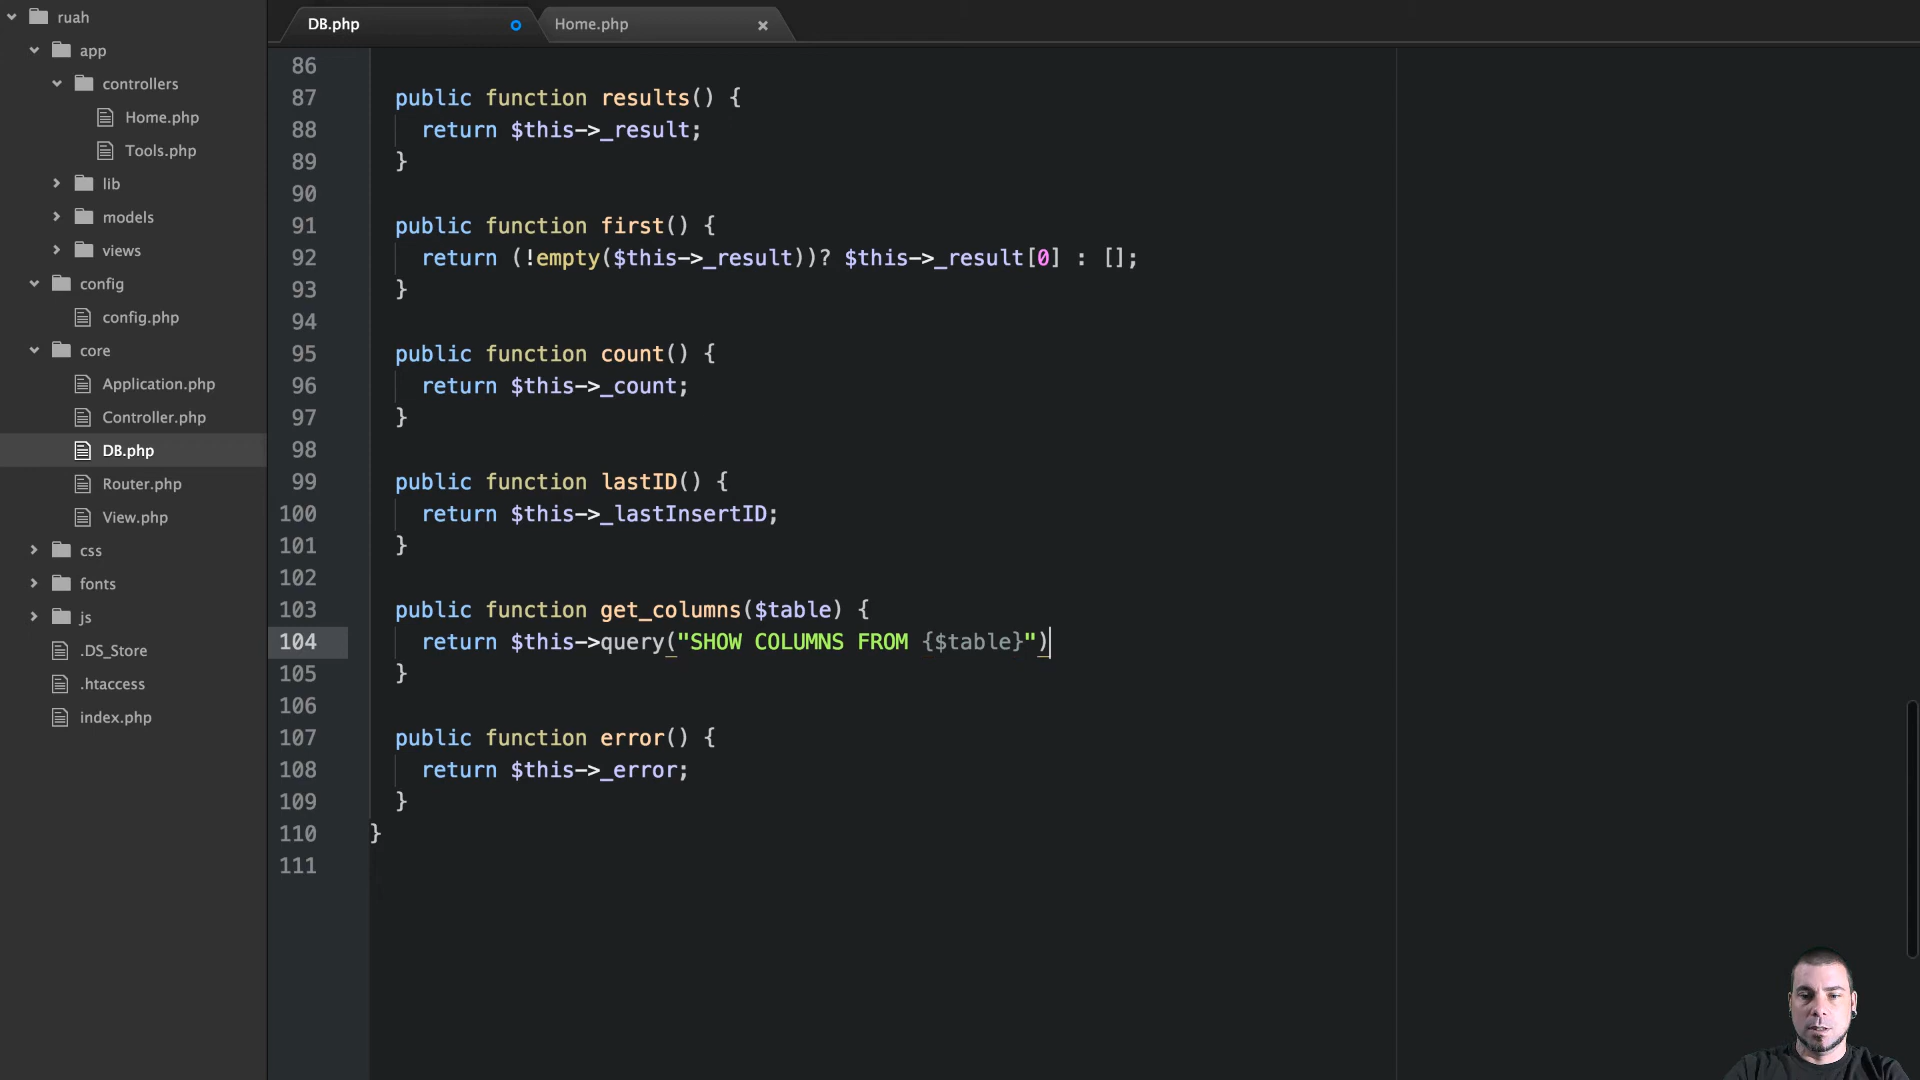 ruah
app
controllers
Home.php
Tools.php
lib
models
views
config
config.php
core
Application.php
Controller.php
DB.php
Router.php
View.php
css
fonts
js
.DS_Store
.htaccess
index.php
DB.php
Home.php
86
87 public function results() {
88 return $this->_result;
89 }
90
91 public function first() {
92 return (!empty($this->_result))? $this->_result[0] : [];
93 }
94
95 public function count() {
96 return $this->_count;
97 }
98
99 public function lastID() {
100 return $this->_lastInsertID;
101 }
102
103 public function get_columns($table) {
104 return $this->query("SHOW COLUMNS FROM {$table}")
105 }
106
107 public function error() {
108 return $this->_error;
109 }
110 }
111